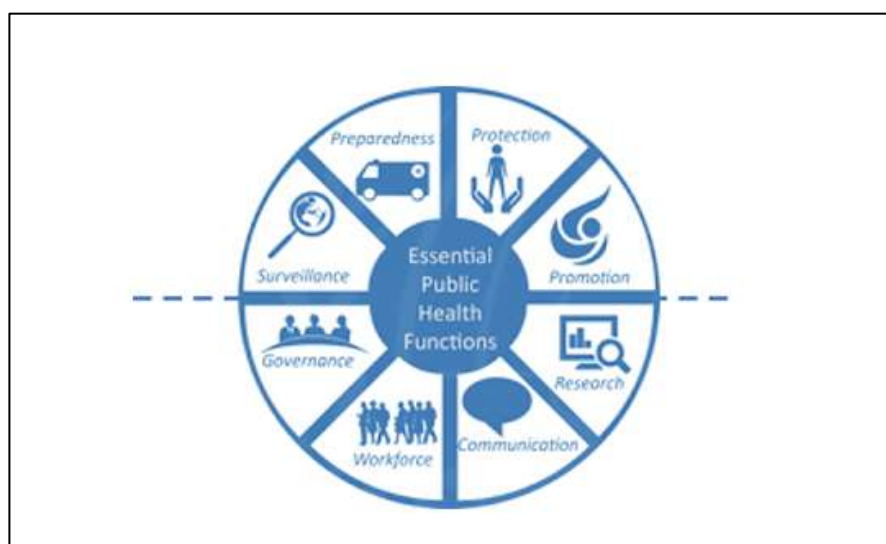 Preparedness
Protection
Surveillance
Essential
Public
Health
Functions
Promotion
Governance
Research
Workforce
Communication